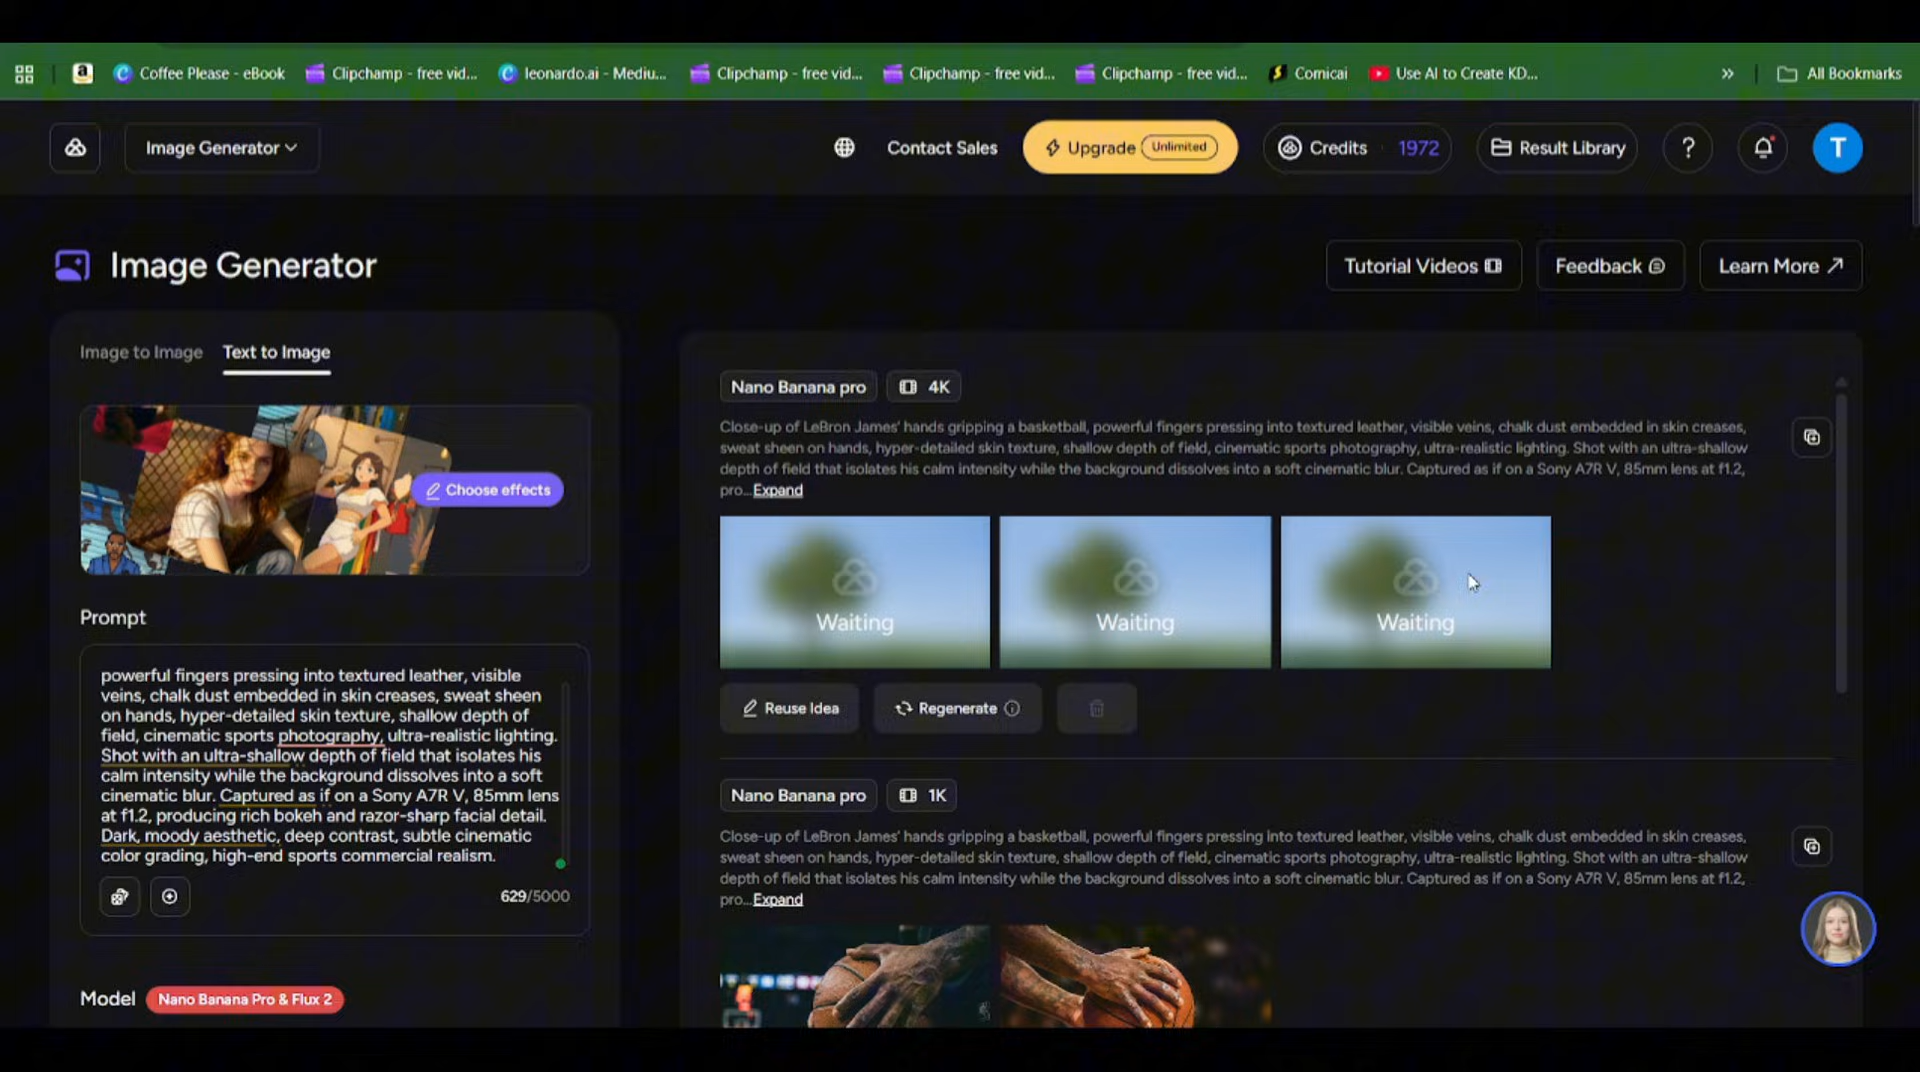 Coffee Please - eBook
Clipchamp - free vid...
leonardo.ai - Mediu...
Clipchamp - free vid...
Clipchamp - free vid...
Clipchamp - free vid...
Comicai
Use AI to Create KD...
»
All Bookmarks
Image Generator
Contact Sales
Upgrade Unlimited
Credits 1972
Result Library
?
T
Image Generator
Tutorial Videos
Feedback
Learn More
Image to Image
Text to Image
Choose effects
Prompt
powerful fingers pressing into textured leather, visible
veins, chalk dust embedded in skin creases, sweat sheen
on hands, hyper-detailed skin texture, shallow depth of
field, cinematic sports photography, ultra-realistic lighting.
Shot with an ultra-shallow depth of field that isolates his
calm intensity while the background dissolves into a soft
cinematic blur. Captured as if on a Sony A7R V, 85mm lens
at f1.2, producing rich bokeh and razor-sharp facial detail.
Dark, moody aesthetic, deep contrast, subtle cinematic
color grading, high-end sports commercial realism.
629/5000
Model Nano Banana Pro & Flux 2
Nano Banana pro
4K
Close-up of LeBron James' hands gripping a basketball, powerful fingers pressing into textured leather, visible veins, chalk dust embedded in skin creases,
sweat sheen on hands, hyper-detailed skin texture, shallow depth of field, cinematic sports photography, ultra-realistic lighting. Shot with an ultra-shallow
depth of field that isolates his calm intensity while the background dissolves into a soft cinematic blur. Captured as if on a Sony A7R V, 85mm lens at f1.2,
pro...Expand
Waiting
Waiting
Waiting
Reuse Idea
Regenerate
Nano Banana pro
1K
Close-up of LeBron James' hands gripping a basketball, powerful fingers pressing into textured leather, visible veins, chalk dust embedded in skin creases,
sweat sheen on hands, hyper-detailed skin texture, shallow depth of field, cinematic sports photography, ultra-realistic lighting. Shot with an ultra-shallow
depth of field that isolates his calm intensity while the background dissolves into a soft cinematic blur. Captured as if on a Sony A7R V, 85mm lens at f1.2,
pro...Expand